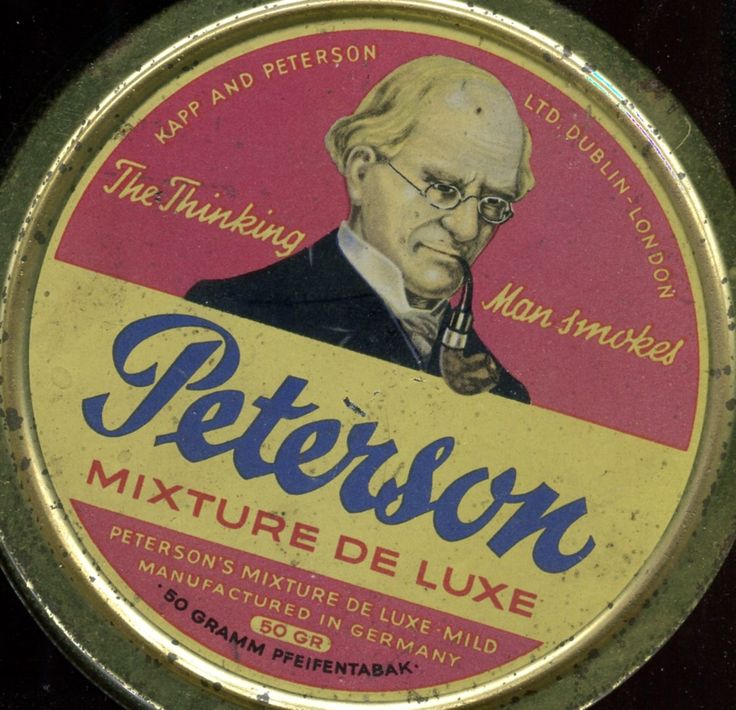 KAPP AND PETERSON LTD, DUBLIN-LONDON
The Thinking
Man smokes
Peterson
MIXTURE DE LUXE
PETERSON'S MIXTURE DE LUXE · MILD
MANUFACTURED IN GERMANY
50 GR
· 50 GRAMM PFEIFENTABAK ·